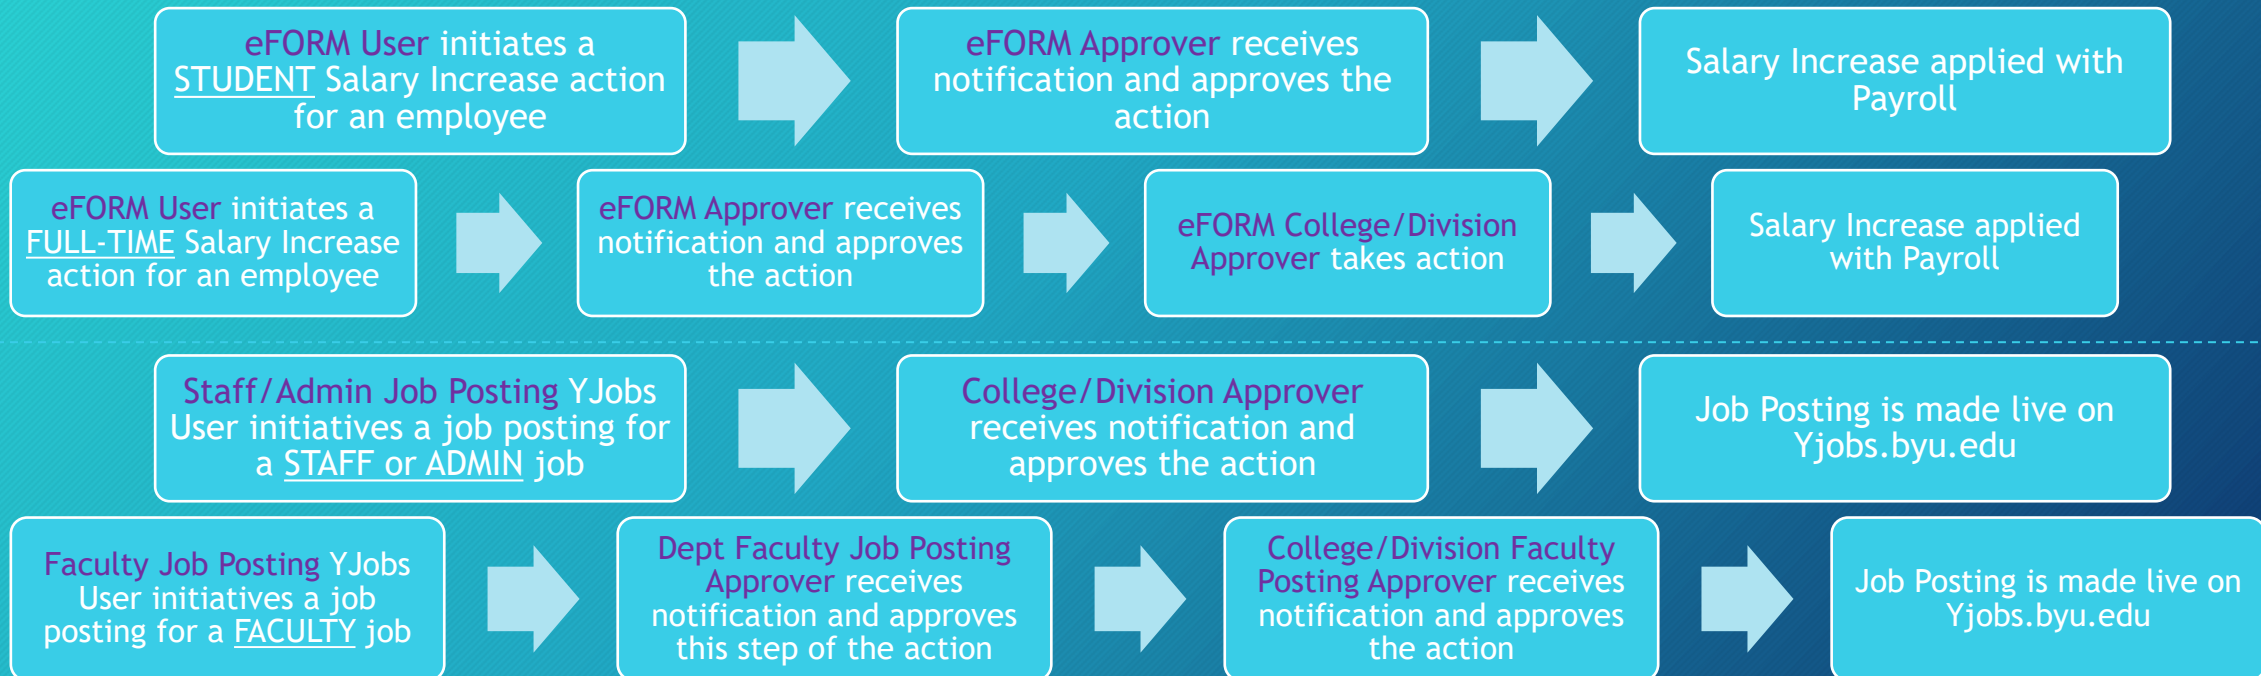 eFORM User initiates a
STUDENT Salary Increase action
for an employee
eFORM Approver receives
notification and approves the
action
Salary Increase applied with
Payroll
eFORM User initiates a
FULL-TIME Salary Increase
action for an employee
eFORM Approver receives
notification and approves
the action
eFORM College/Division
Approver takes action
Salary Increase applied
with Payroll
Staff/Admin Job Posting YJobs
User initiatives a job posting for
a STAFF or ADMIN job
College/Division Approver
receives notification and
approves the action
Job Posting is made live on
Yjobs.byu.edu
Faculty Job Posting YJobs
User initiatives a job
posting for a FACULTY job
Dept Faculty Job Posting
Approver receives
notification and approves
this step of the action
College/Division Faculty
Posting Approver receives
notification and approves
the action
Job Posting is made live on
Yjobs.byu.edu